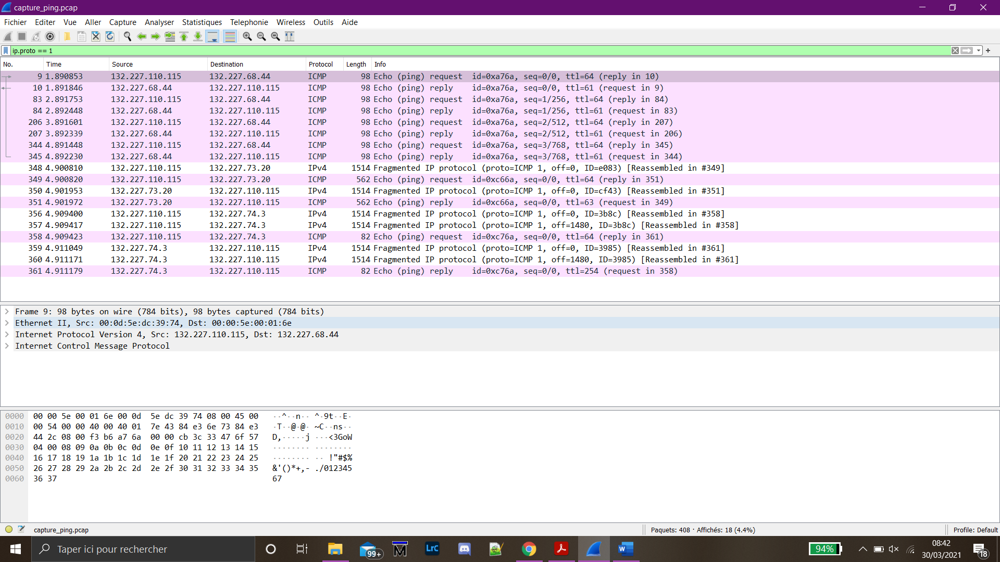 capture_ping.pcap
Fichier Editer Vue Aller Capture Analyser Statistiques Telephonie Wireless Outils Aide
ip.proto == 1
No. Time Source Destination Protocol Length Info
9 1.890853 132.227.110.115 132.227.68.44 ICMP 98 Echo (ping) request id=0xa76a, seq=0/0, ttl=64 (reply in 10)
10 1.891846 132.227.68.44 132.227.110.115 ICMP 98 Echo (ping) reply id=0xa76a, seq=0/0, ttl=61 (request in 9)
83 2.891753 132.227.110.115 132.227.68.44 ICMP 98 Echo (ping) request id=0xa76a, seq=1/256, ttl=64 (reply in 84)
84 2.892448 132.227.68.44 132.227.110.115 ICMP 98 Echo (ping) reply id=0xa76a, seq=1/256, ttl=61 (request in 83)
206 3.891601 132.227.110.115 132.227.68.44 ICMP 98 Echo (ping) request id=0xa76a, seq=2/512, ttl=64 (reply in 207)
207 3.892339 132.227.68.44 132.227.110.115 ICMP 98 Echo (ping) reply id=0xa76a, seq=2/512, ttl=61 (request in 206)
344 4.891448 132.227.110.115 132.227.68.44 ICMP 98 Echo (ping) request id=0xa76a, seq=3/768, ttl=64 (reply in 345)
345 4.892230 132.227.68.44 132.227.110.115 ICMP 98 Echo (ping) reply id=0xa76a, seq=3/768, ttl=61 (request in 344)
348 4.900810 132.227.110.115 132.227.73.20 IPv4 1514 Fragmented IP protocol (proto=ICMP 1, off=0, ID=e083) [Reassembled in #349]
349 4.900820 132.227.110.115 132.227.73.20 ICMP 562 Echo (ping) request id=0xc66a, seq=0/0, ttl=64 (reply in 351)
350 4.901953 132.227.73.20 132.227.110.115 IPv4 1514 Fragmented IP protocol (proto=ICMP 1, off=0, ID=cf43) [Reassembled in #351]
351 4.901972 132.227.73.20 132.227.110.115 ICMP 562 Echo (ping) reply id=0xc66a, seq=0/0, ttl=63 (request in 349)
356 4.909400 132.227.110.115 132.227.74.3 IPv4 1514 Fragmented IP protocol (proto=ICMP 1, off=0, ID=3b8c) [Reassembled in #358]
357 4.909417 132.227.110.115 132.227.74.3 IPv4 1514 Fragmented IP protocol (proto=ICMP 1, off=1480, ID=3b8c) [Reassembled in #358]
358 4.909423 132.227.110.115 132.227.74.3 ICMP 82 Echo (ping) request id=0xc76a, seq=0/0, ttl=64 (reply in 361)
359 4.911049 132.227.74.3 132.227.110.115 IPv4 1514 Fragmented IP protocol (proto=ICMP 1, off=0, ID=3985) [Reassembled in #361]
360 4.911171 132.227.74.3 132.227.110.115 IPv4 1514 Fragmented IP protocol (proto=ICMP 1, off=1480, ID=3985) [Reassembled in #361]
361 4.911179 132.227.74.3 132.227.110.115 ICMP 82 Echo (ping) reply id=0xc76a, seq=0/0, ttl=254 (request in 358)
Frame 9: 98 bytes on wire (784 bits), 98 bytes captured (784 bits)
Ethernet II, Src: 00:0d:5e:dc:39:74, Dst: 00:00:5e:00:01:6e
Internet Protocol Version 4, Src: 132.227.110.115, Dst: 132.227.68.44
Internet Control Message Protocol
0000 00 00 5e 00 01 6e 00 0d 5e dc 39 74 08 00 45 00 ··^··n·· ^·9t··E·
0010 00 54 00 00 40 00 40 01 7e 43 84 e3 6e 73 84 e3 ·T··@·@· ~C··ns··
0020 44 2c 08 00 f3 b6 a7 6a 00 00 cb 3c 33 47 6f 57 D,·····j ···<3GoW
0030 04 00 08 09 0a 0b 0c 0d 0e 0f 10 11 12 13 14 15 ········ ········
0040 16 17 18 19 1a 1b 1c 1d 1e 1f 20 21 22 23 24 25 ········ ·· !"#$%
0050 26 27 28 29 2a 2b 2c 2d 2e 2f 30 31 32 33 34 35 &'()*+,- ./012345
0060 36 37 67
capture_ping.pcap Paquets: 408 · Affichés: 18 (4.4%) Profile: Default
Taper ici pour rechercher 99+ M LrC W 94% 08:42
30/03/2021 18